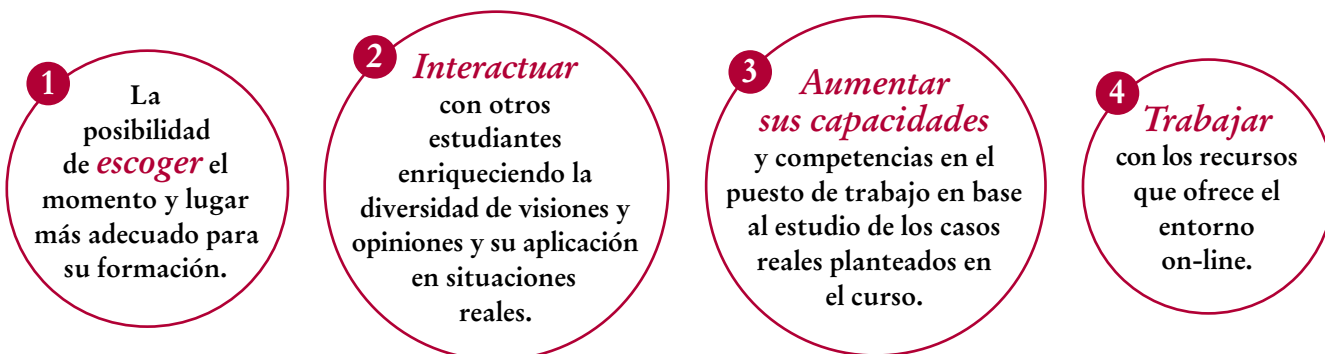 1
La
posibilidad
de escoger el
momento y lugar
más adecuado para
su formación.
2
Interactuar
con otros
estudiantes
enriqueciendo la
diversidad de visiones y
opiniones y su aplicación
en situaciones
reales.
3
Aumentar
sus capacidades
y competencias en el
puesto de trabajo en base
al estudio de los casos
reales planteados en
el curso.
4
Trabajar
con los recursos
que ofrece el
entorno
on-line.